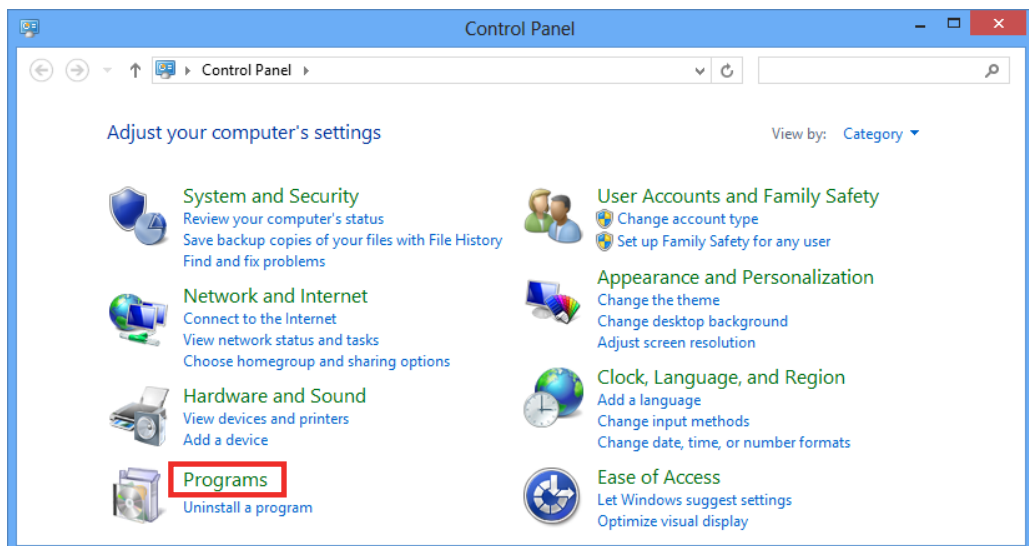 Control Panel
Control Panel
Adjust your computer's settings
View by: Category
System and Security
Review your computer's status
Save backup copies of your files with File History
Find and fix problems
Network and Internet
Connect to the Internet
View network status and tasks
Choose homegroup and sharing options
Hardware and Sound
View devices and printers
Add a device
Programs
Uninstall a program
User Accounts and Family Safety
Change account type
Set up Family Safety for any user
Appearance and Personalization
Change the theme
Change desktop background
Adjust screen resolution
Clock, Language, and Region
Add a language
Change input methods
Change date, time, or number formats
Ease of Access
Let Windows suggest settings
Optimize visual display